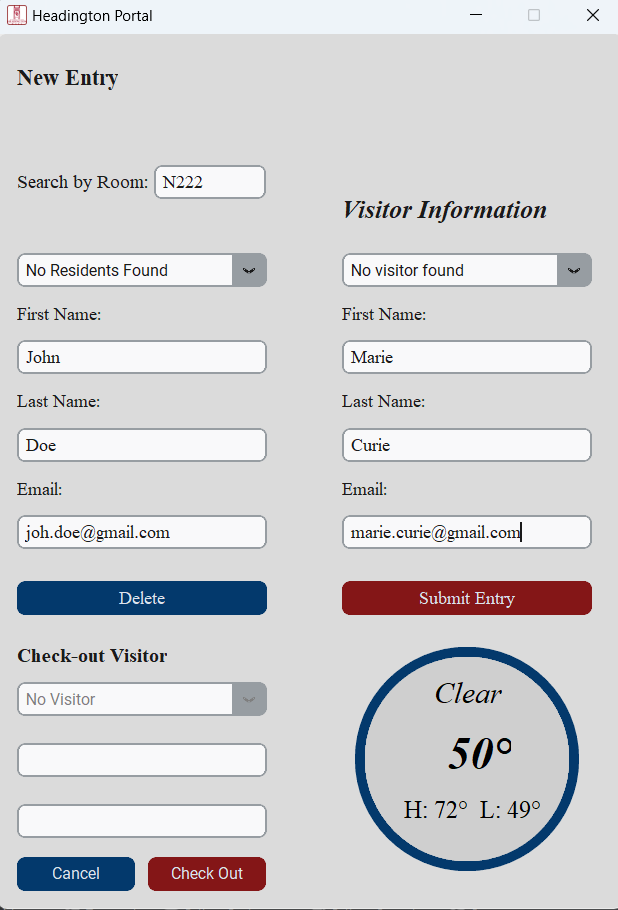 Headington Portal
New Entry
Search by Room: N222
Visitor Information
No Residents Found
No visitor found
First Name:
First Name:
John
Marie
Last Name:
Last Name:
Doe
Curie
Email:
Email:
joh.doe@gmail.com
marie.curie@gmail.com
Delete
Submit Entry
Check-out Visitor
No Visitor
Clear
50°
H: 72° L: 49°
Cancel
Check Out